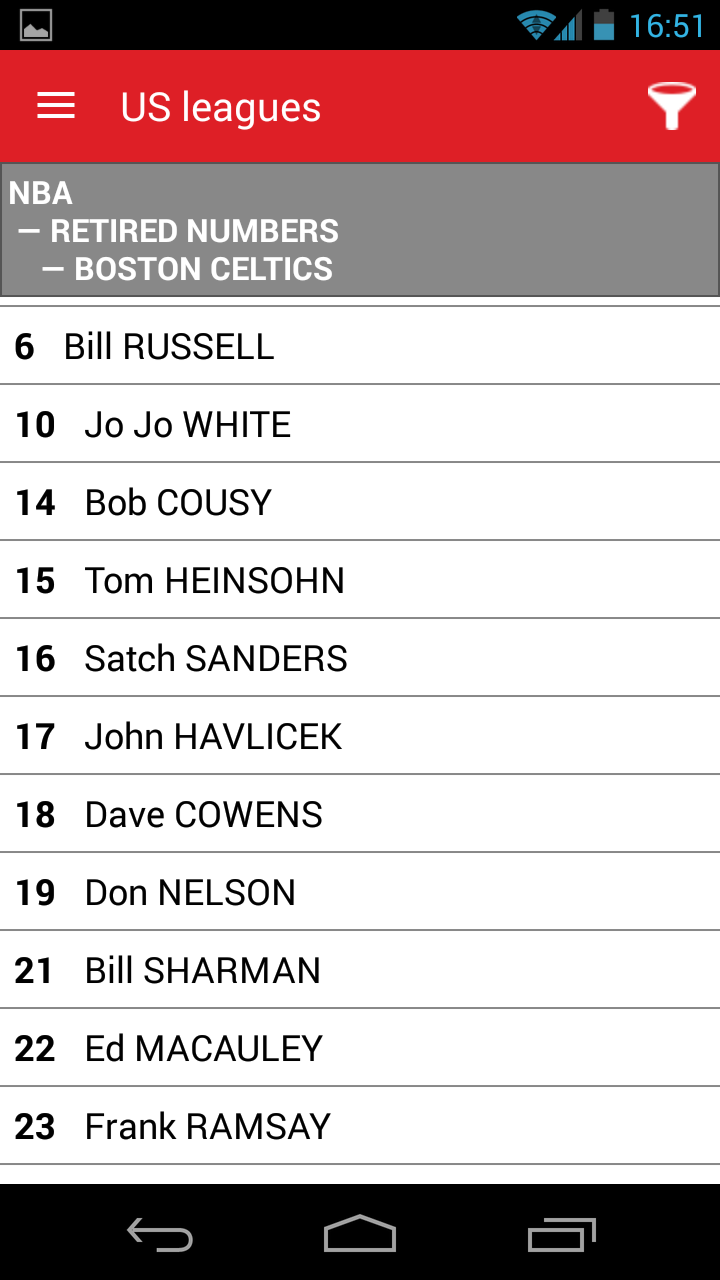 16:51
US leagues
NBA
– RETIRED NUMBERS
– BOSTON CELTICS
6 Bill RUSSELL
10 Jo Jo WHITE
14 Bob COUSY
15 Tom HEINSOHN
16 Satch SANDERS
17 John HAVLICEK
18 Dave COWENS
19 Don NELSON
21 Bill SHARMAN
22 Ed MACAULEY
23 Frank RAMSAY